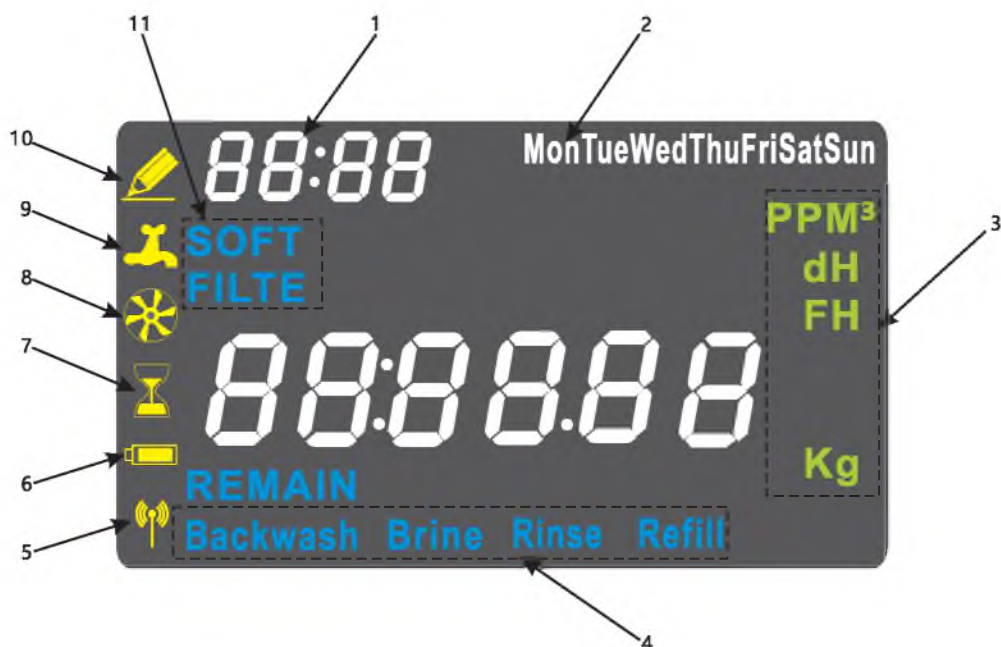 11 1 2
10 88:88 MonTueWedThuFriSatSun
9 SOFT PPM³ 3
FILTE dH
8 FH
7 88:88.88
6 REMAIN Kg
5 Backwash Brine Rinse Refill
4